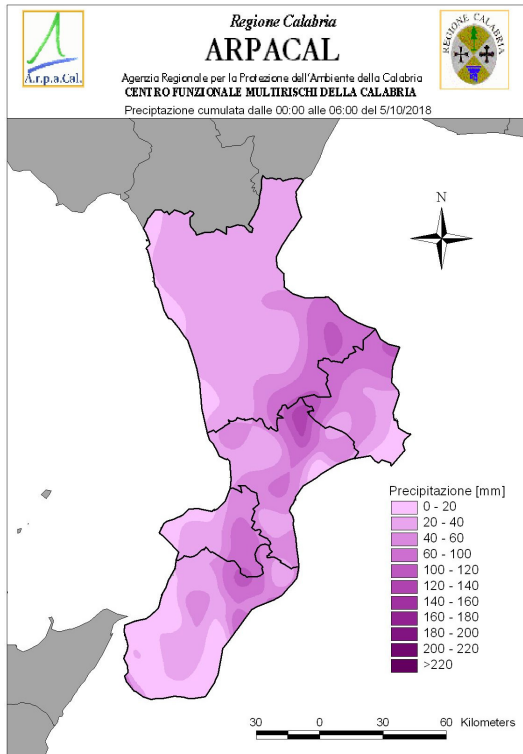 Regione Calabria
ARPACAL
Agenzia Regionale per la Protezione dell'Ambiente della Calabria
CENTRO FUNZIONALE MULTIRISCHI DELLA CALABRIA
Precipitazione cumulata dalle 00:00 alle 06:00 del 5/10/2018
A.r.p.a.Cal.
REGIONE CALABRIA
N
Precipitazione [mm]
0 - 20
20 - 40
40 - 60
60 - 100
100 - 120
120 - 140
140 - 160
160 - 180
180 - 200
200 - 220
>220
30 0 30 60 Kilometers